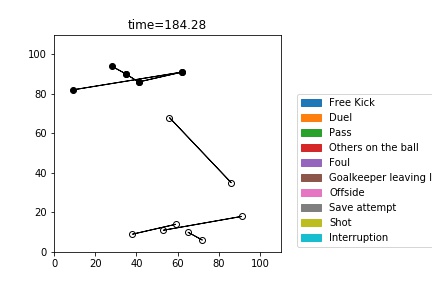 time=184.28
100
80
60
40
20
0
0 20 40 60 80 100
Free Kick
Duel
Pass
Others on the ball
Foul
Goalkeeper leaving l
Offside
Save attempt
Shot
Interruption